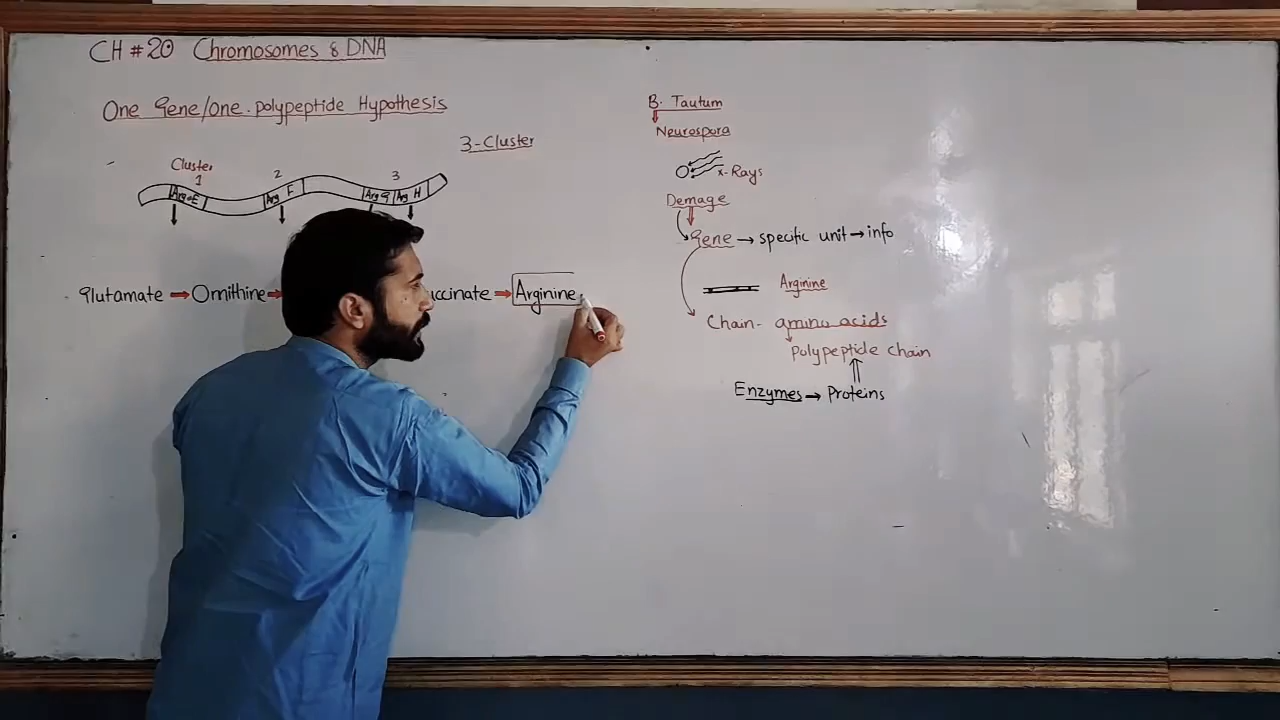 CH # 20 Chromosomes & DNA
One Gene/one polypeptide Hypothesis
3-Cluster
Cluster
1 2 3
Arg E Arg F Arg G Arg H
Glutamate → Ornithine → uccinate → Arginine
B. Tautum
Neurospora
x-Rays
Demage
Gene → specific unit → info
Arginine
Chain- amino acids
Polypeptide chain
Enzymes → Proteins